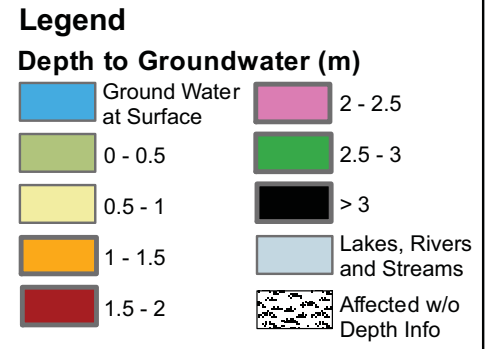 Legend
Depth to Groundwater (m)
Ground Water
at Surface
0 - 0.5
0.5 - 1
1 - 1.5
1.5 - 2
2 - 2.5
2.5 - 3
> 3
Lakes, Rivers
and Streams
Affected w/o
Depth Info